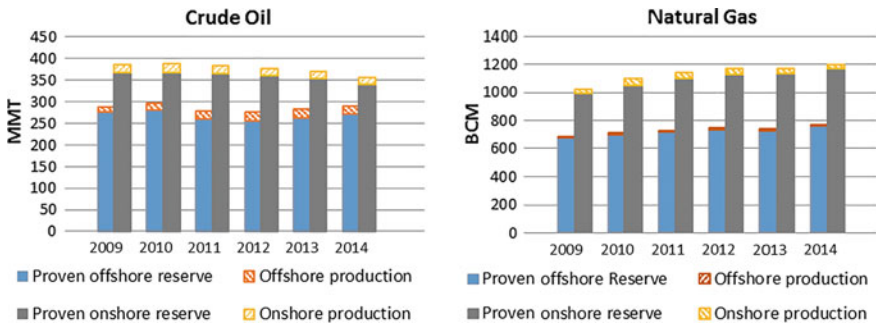 Crude Oil
MMT
450
400
350
300
250
200
150
100
50
0
2009 2010 2011 2012 2013 2014
Proven offshore reserve Offshore production
Proven onshore reserve Onshore production
Natural Gas
BCM
1400
1200
1000
800
600
400
200
0
2009 2010 2011 2012 2013 2014
Proven offshore Reserve Offshore production
Proven onshore reserve Onshore production